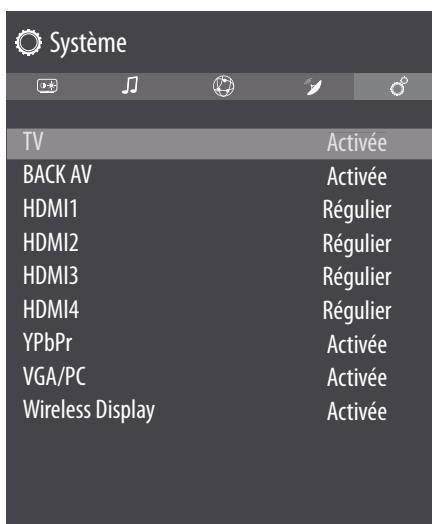 Système
TV Activée
BACK AV Activée
HDMI1 Régulier
HDMI2 Régulier
HDMI3 Régulier
HDMI4 Régulier
YPbPr Activée
VGA/PC Activée
Wireless Display Activée